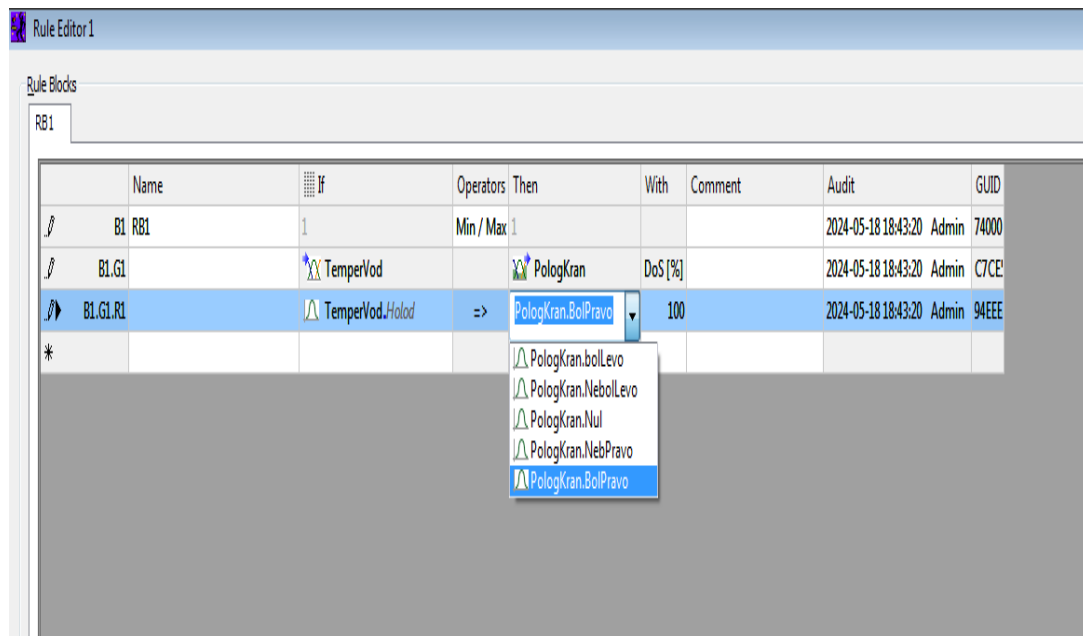 Rule Editor 1
Rule Blocks
RB1
Name If Operators Then With Comment Audit GUID
B1 RB1 1 Min / Max 1 2024-05-18 18:43:20 Admin 74000
B1.G1 TemperVod PologKran DoS [%] 2024-05-18 18:43:20 Admin C7CE
B1.G1.R1 TemperVod.Holod => PologKran.BolPravo 100 2024-05-18 18:43:20 Admin 94EEE
*
PologKran.bolLevo
PologKran.NebolLevo
PologKran.Nul
PologKran.NebPravo
PologKran.BolPravo